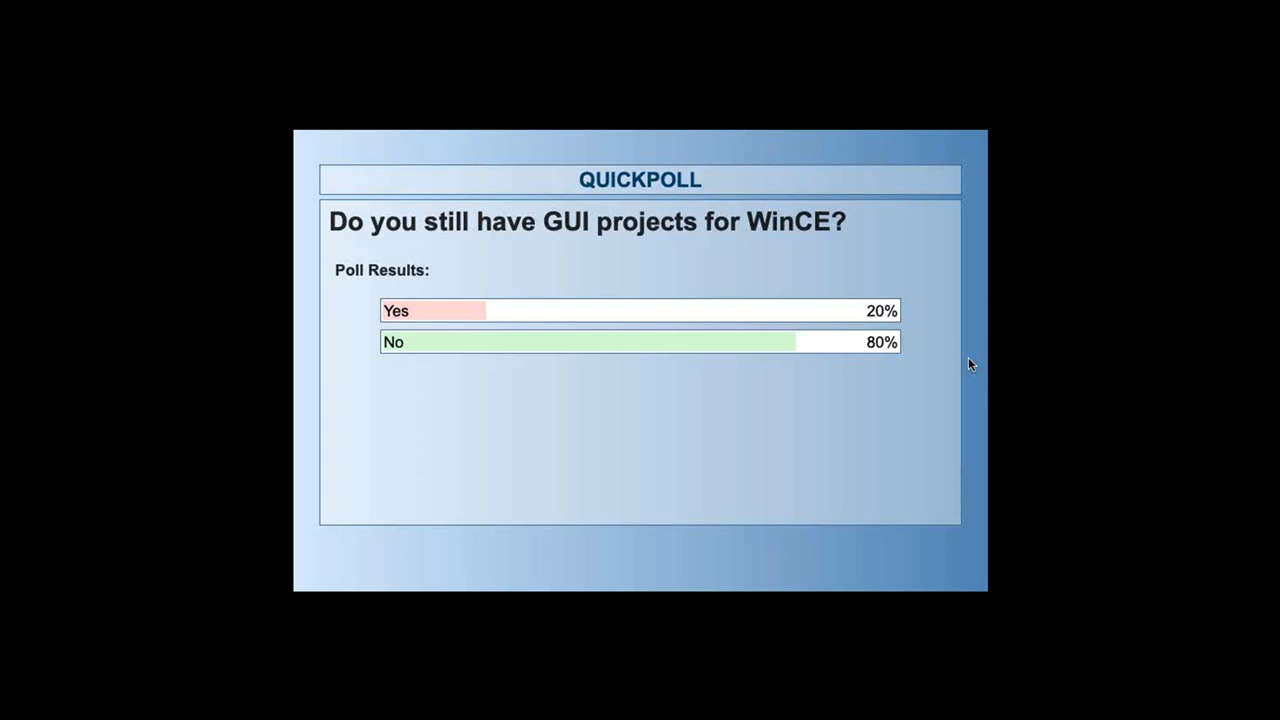 QUICKPOLL
Do you still have GUI projects for WinCE?
Poll Results:
Yes 20%
No 80%